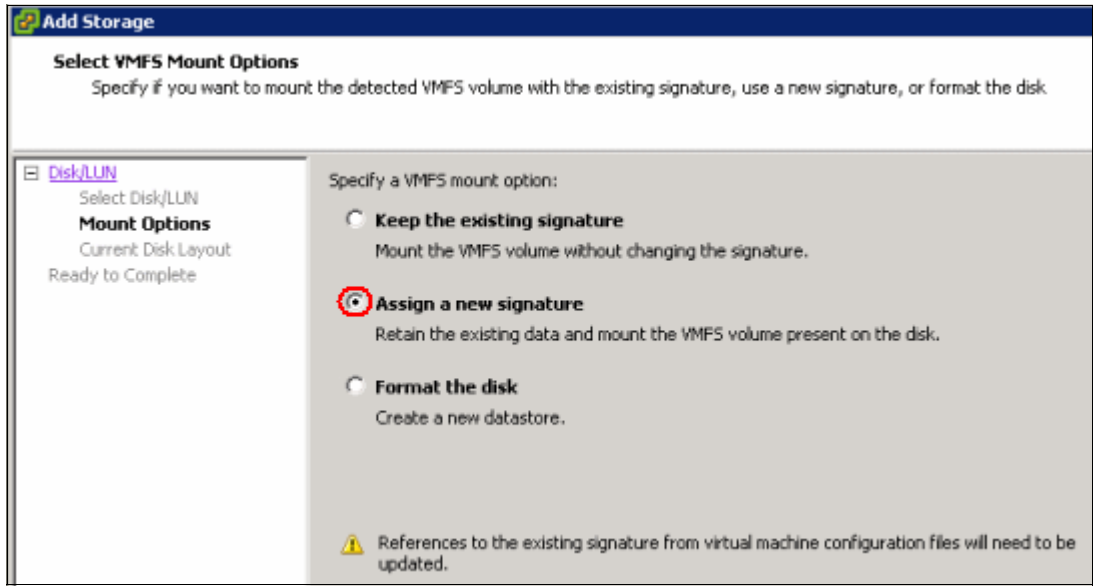 Add Storage
Select VMFS Mount Options
Specify if you want to mount the detected VMFS volume with the existing signature, use a new signature, or format the disk
Disk/LUN
Select Disk/LUN
Mount Options
Current Disk Layout
Ready to Complete
Specify a VMFS mount option:
Keep the existing signature
Mount the VMFS volume without changing the signature.
Assign a new signature
Retain the existing data and mount the VMFS volume present on the disk.
Format the disk
Create a new datastore.
References to the existing signature from virtual machine configuration files will need to be
updated.